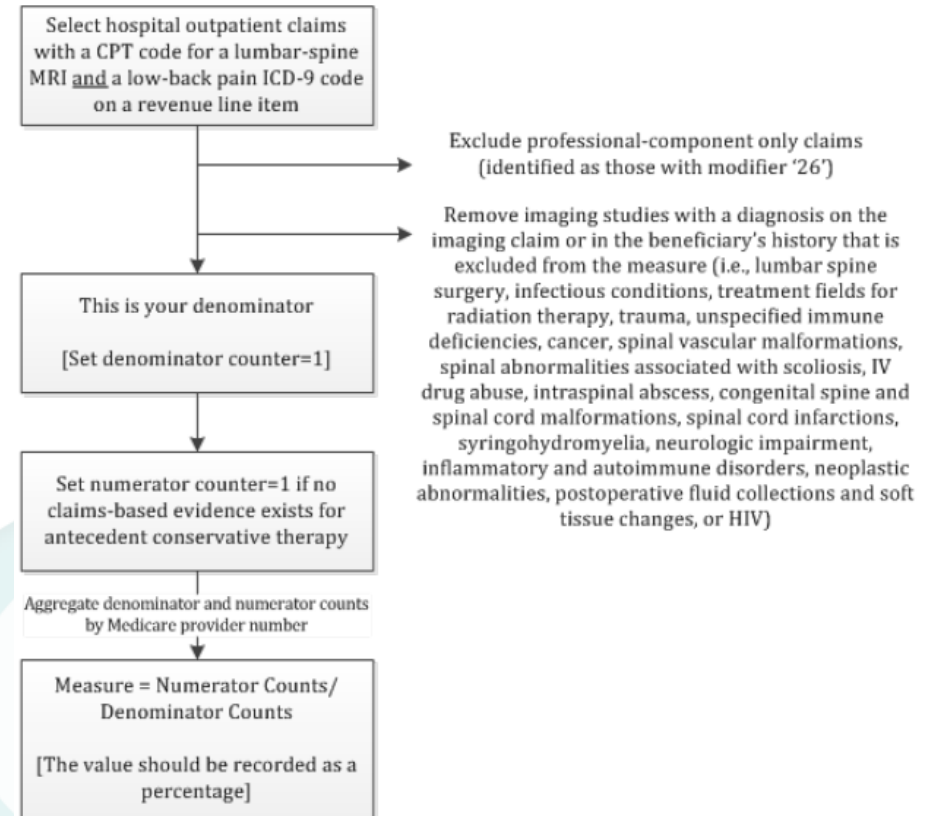 Select hospital outpatient claims
with a CPT code for a lumbar-spine
MRI and a low-back pain ICD-9 code
on a revenue line item
Exclude professional-component only claims
(identified as those with modifier ‘26’)
Remove imaging studies with a diagnosis on the
imaging claim or in the beneficiary’s history that is
excluded from the measure (i.e., lumbar spine
surgery, infectious conditions, treatment fields for
radiation therapy, trauma, unspecified immune
deficiencies, cancer, spinal vascular malformations,
spinal abnormalities associated with scoliosis, IV
drug abuse, intraspinal abscess, congenital spine and
spinal cord malformations, spinal cord infarctions,
syringohydromyelia, neurologic impairment,
inflammatory and autoimmune disorders, neoplastic
abnormalities, postoperative fluid collections and soft
tissue changes, or HIV)
This is your denominator
[Set denominator counter=1]
Set numerator counter=1 if no
claims-based evidence exists for
antecedent conservative therapy
Aggregate denominator and numerator counts
by Medicare provider number
Measure = Numerator Counts/
Denominator Counts
[The value should be recorded as a
percentage]